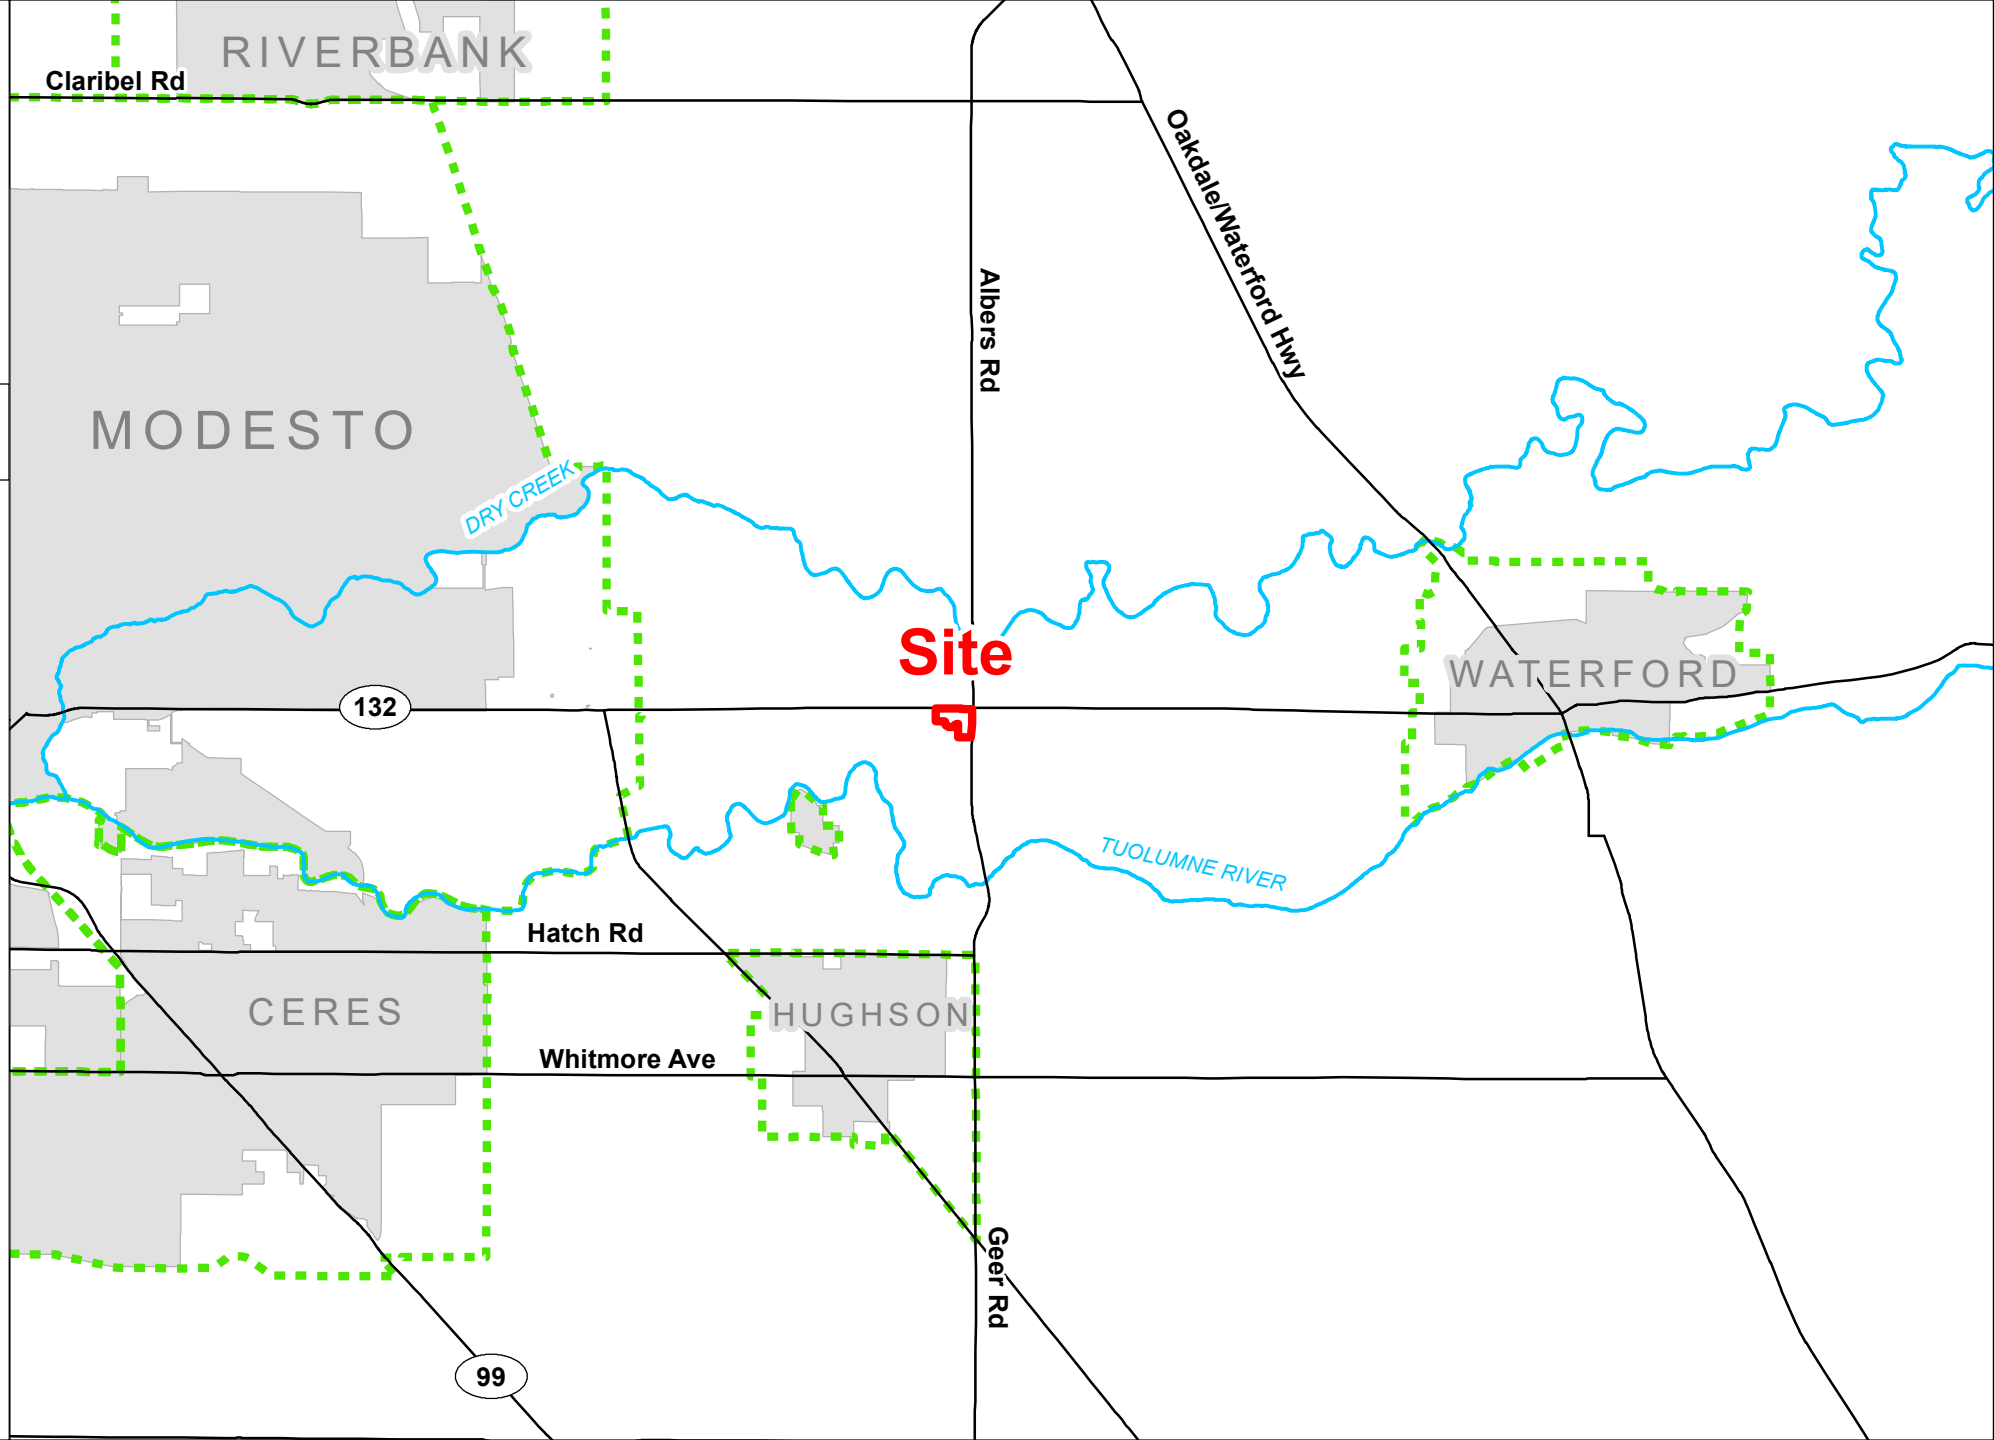 RIVERBANK
Claribel Rd
Oakdale/Waterford Hwy
Albers Rd
MODESTO
DRY CREEK
Site
WATERFORD
132
TUOLUMNE RIVER
Hatch Rd
CERES
HUGHSON
Whitmore Ave
Geer Rd
99